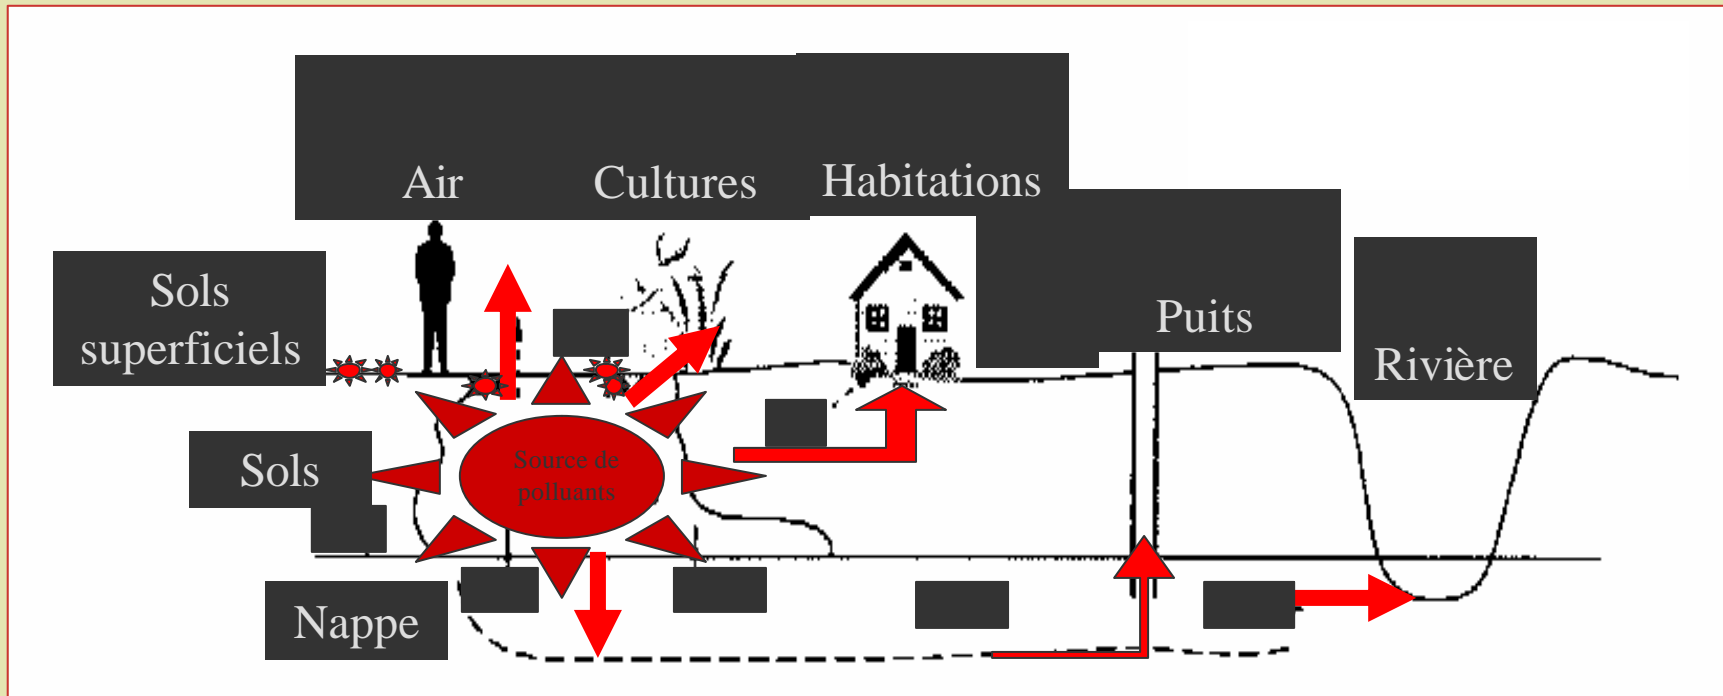 Air
Cultures
Habitations
Sols
superficiels
Puits
Rivière
Sols
Source de
polluants
Nappe